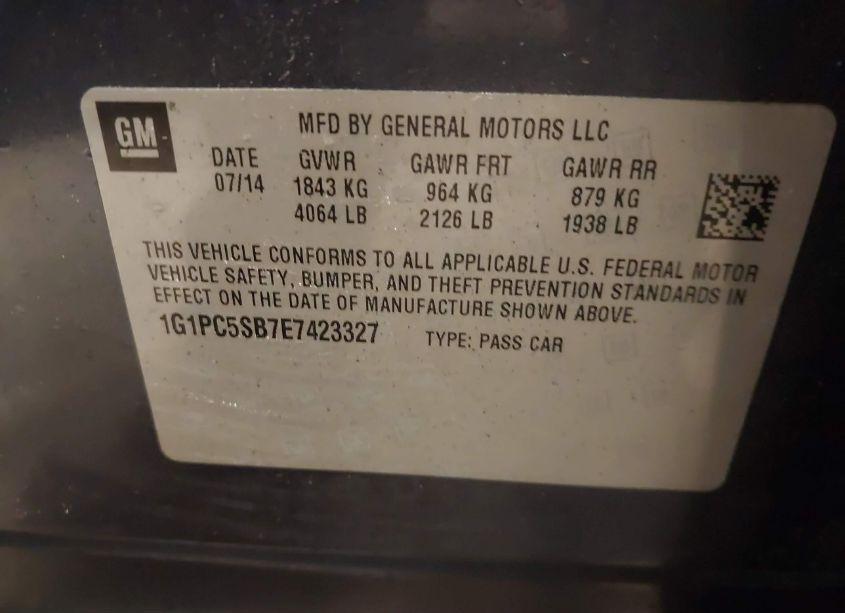 GM
MFD BY GENERAL MOTORS LLC
DATE GVWR GAWR FRT GAWR RR
07/14 1843 KG 964 KG 879 KG
4064 LB 2126 LB 1938 LB
THIS VEHICLE CONFORMS TO ALL APPLICABLE U.S. FEDERAL MOTOR
VEHICLE SAFETY, BUMPER, AND THEFT PREVENTION STANDARDS IN
EFFECT ON THE DATE OF MANUFACTURE SHOWN ABOVE.
1G1PC5SB7E7423327 TYPE: PASS CAR